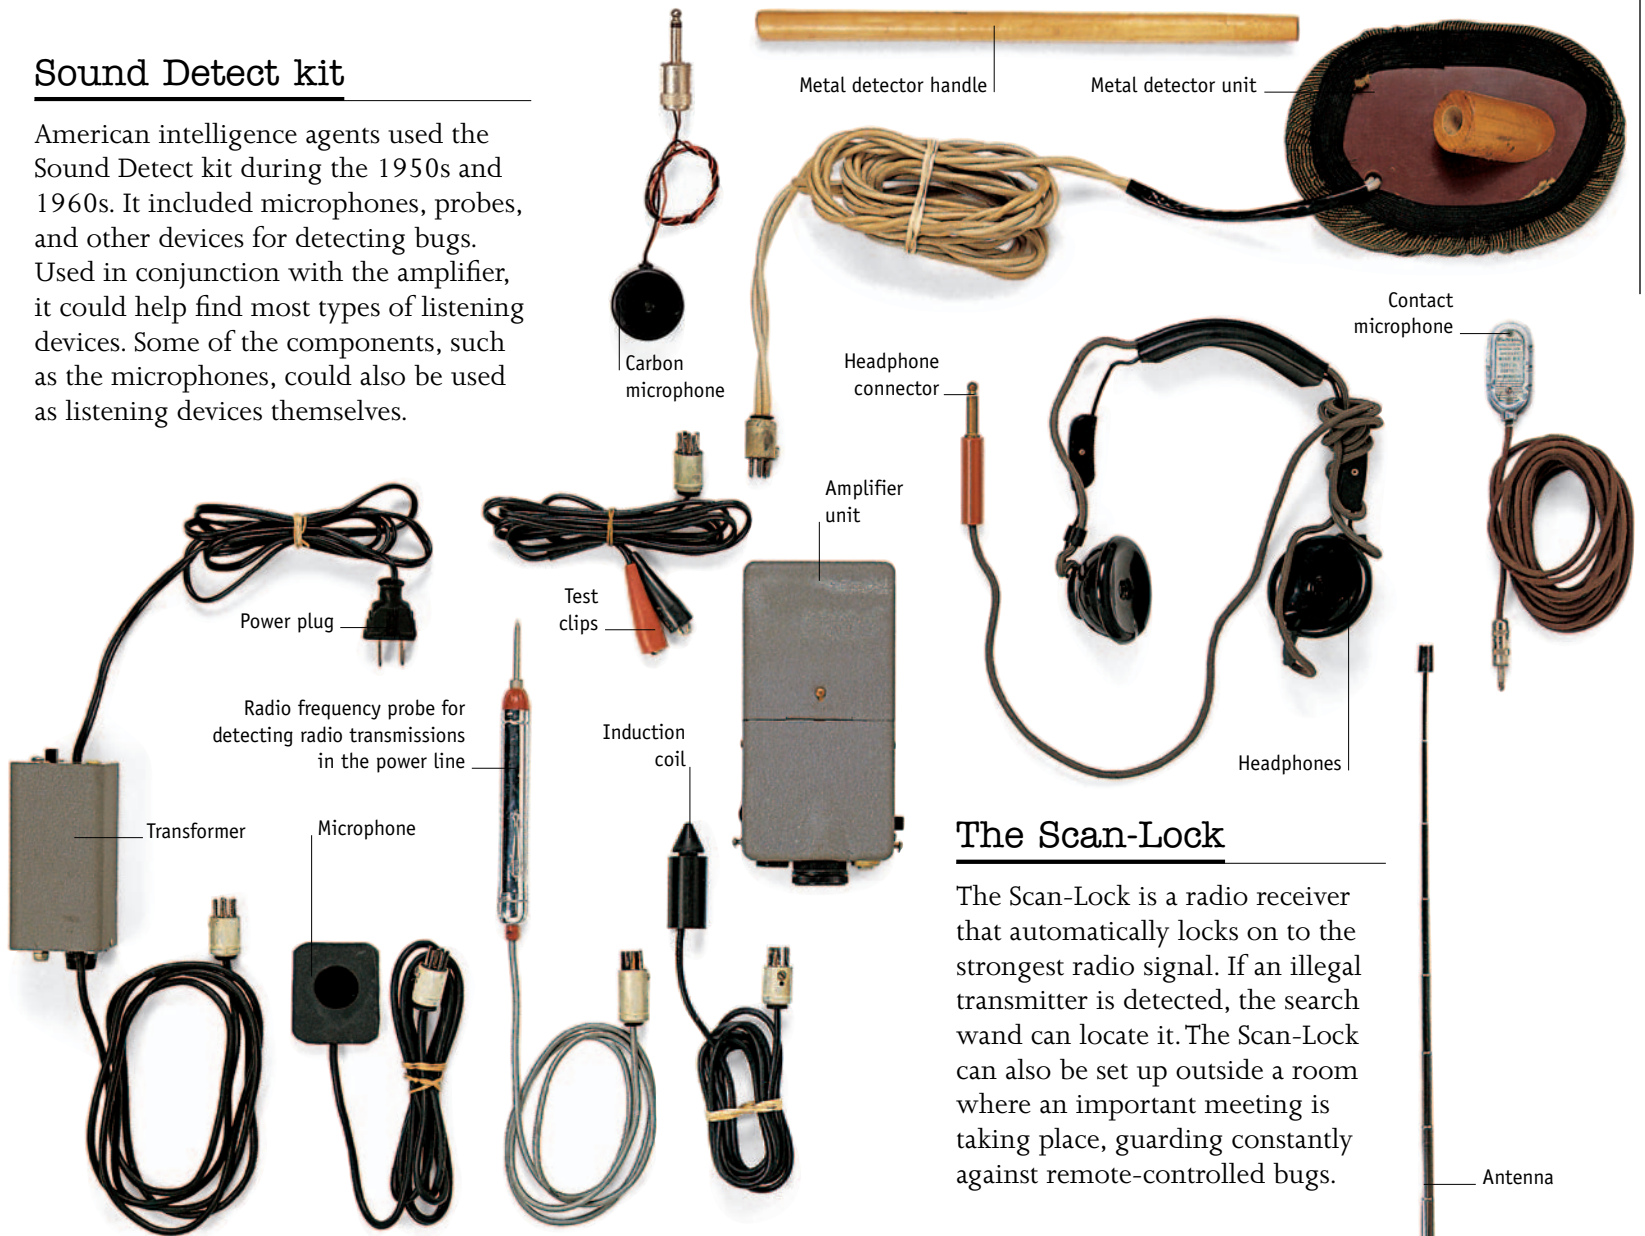 Sound Detect kit
American intelligence agents used the
Sound Detect kit during the 1950s and
1960s. It included microphones, probes,
and other devices for detecting bugs.
Used in conjunction with the amplifier,
it could help find most types of listening
devices. Some of the components, such
as the microphones, could also be used
as listening devices themselves.
Metal detector handle
Metal detector unit
Carbon
microphone
Headphone
connector
Contact
microphone
Amplifier
unit
Test
clips
Power plug
Radio frequency probe for
detecting radio transmissions
in the power line
Induction
coil
Headphones
Transformer
Microphone
The Scan-Lock
The Scan-Lock is a radio receiver
that automatically locks on to the
strongest radio signal. If an illegal
transmitter is detected, the search
wand can locate it. The Scan-Lock
can also be set up outside a room
where an important meeting is
taking place, guarding constantly
against remote-controlled bugs.
Antenna